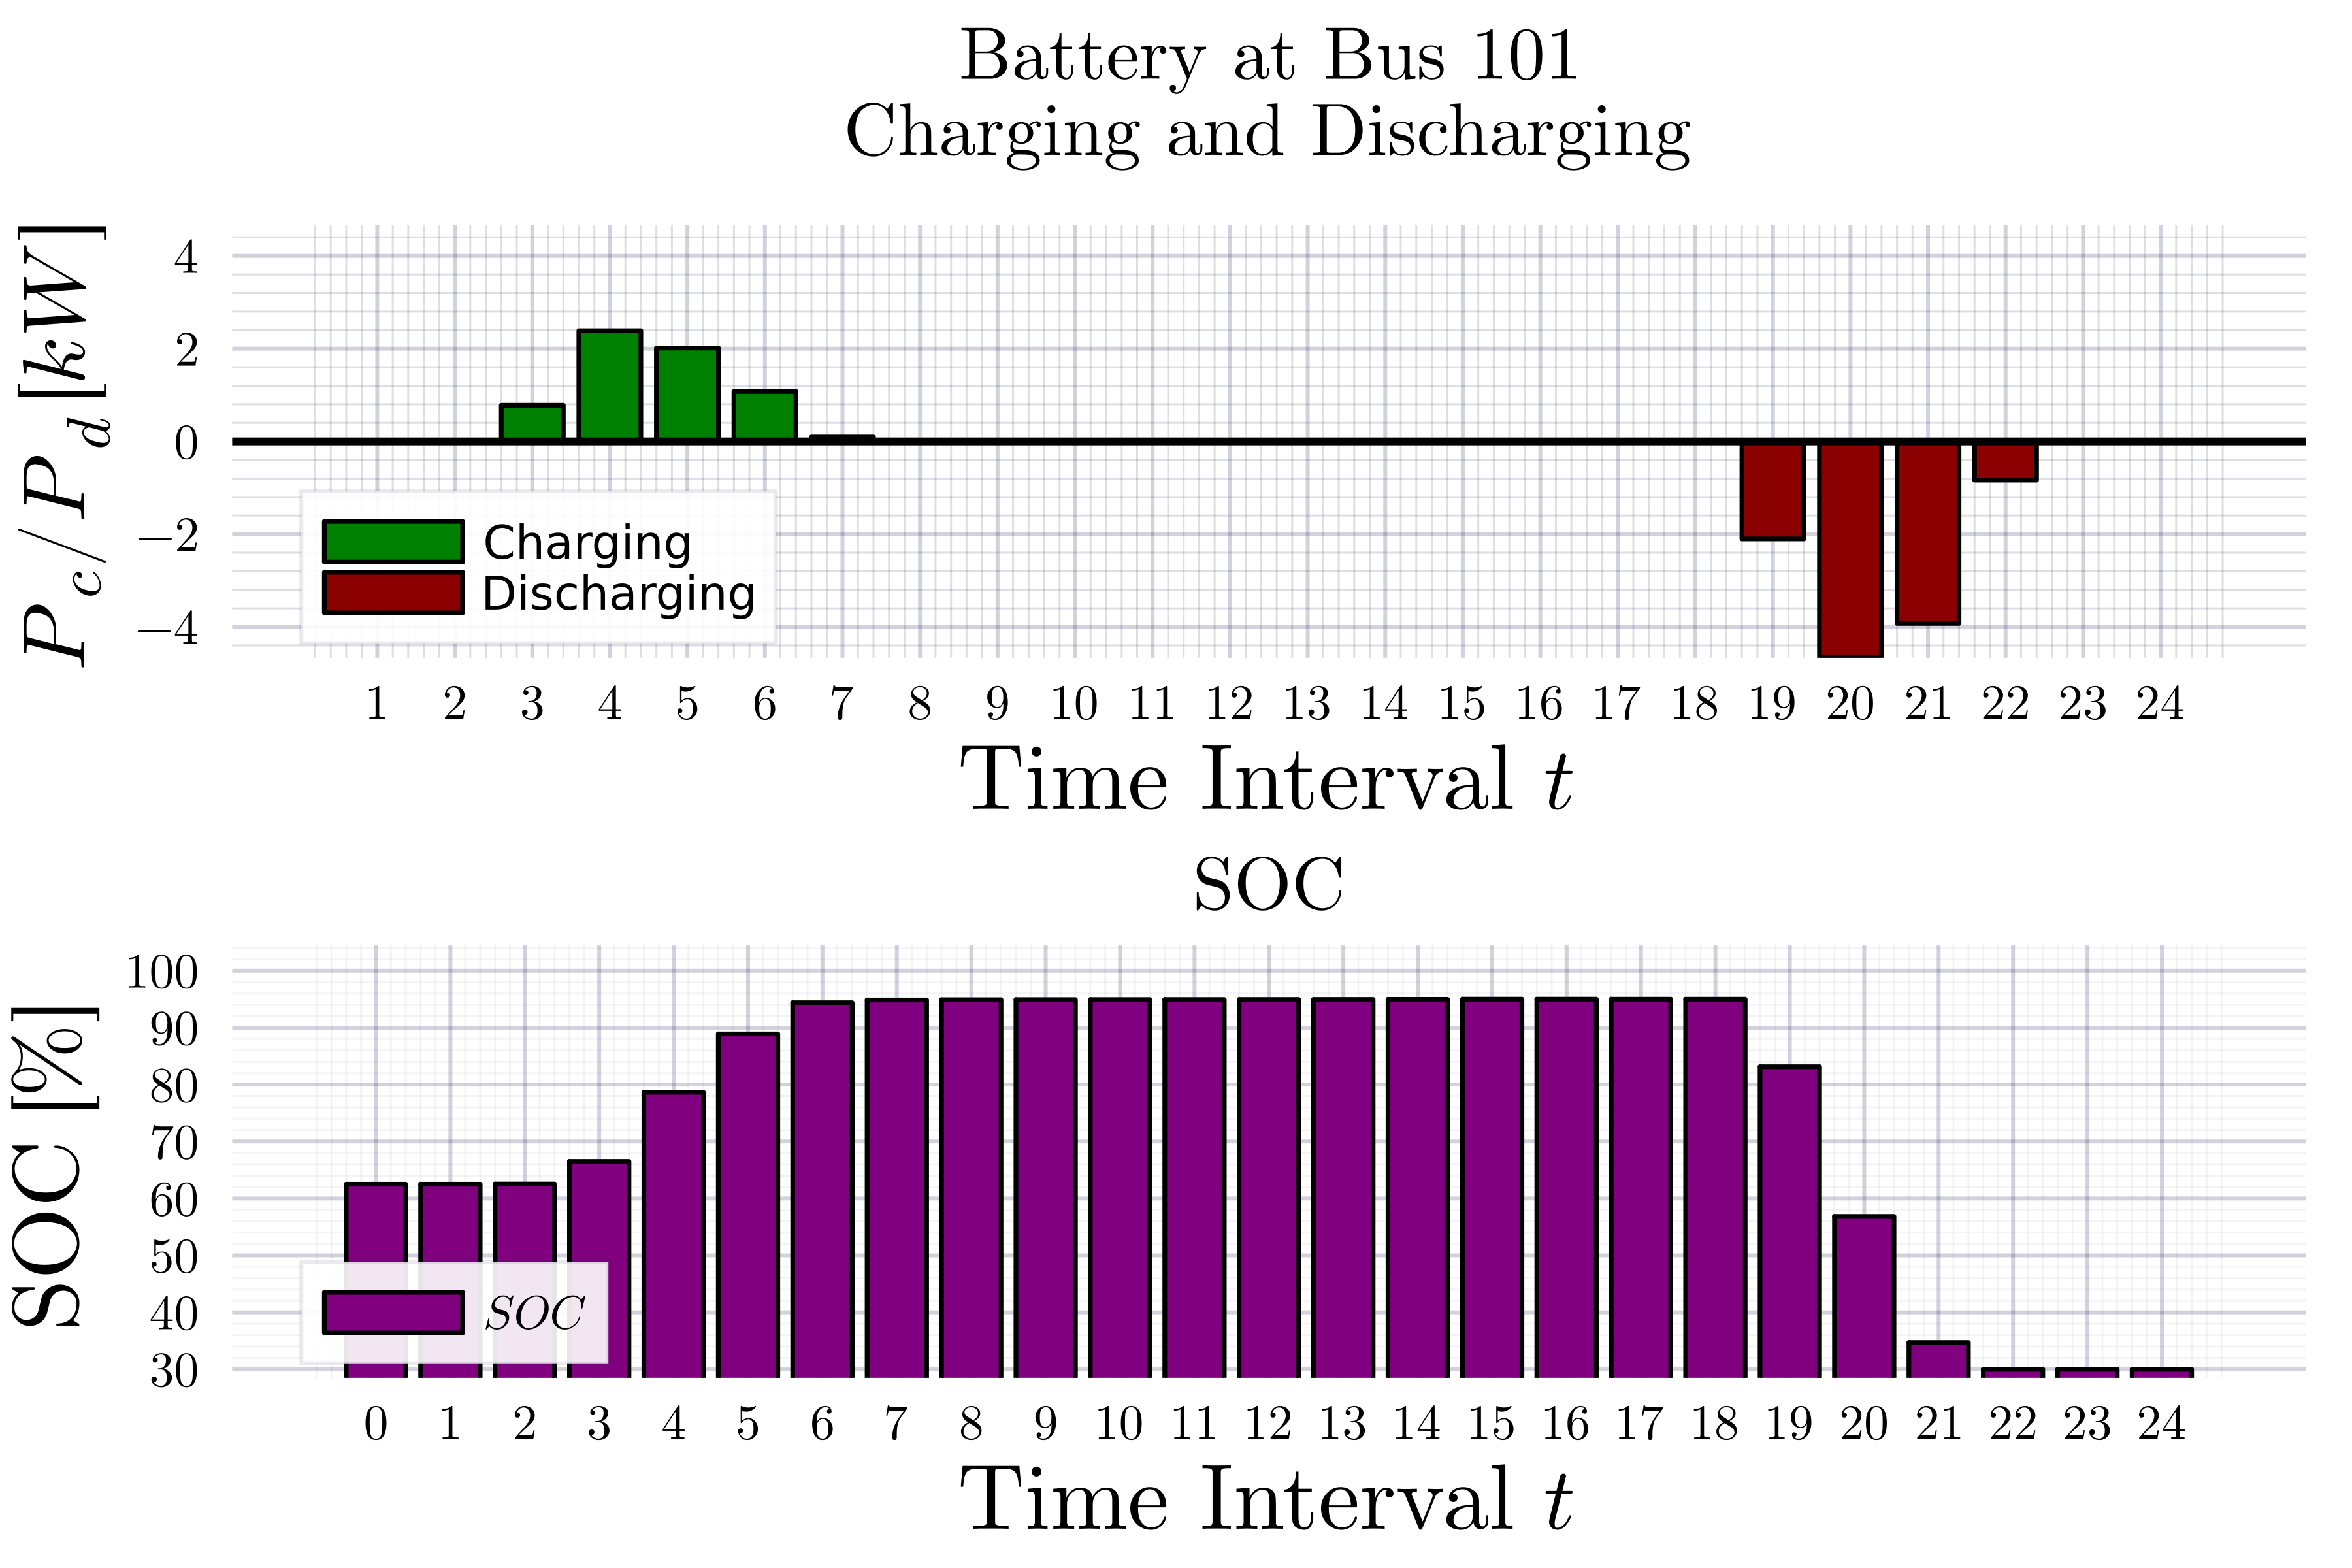 Battery at Bus 101
Charging and Discharging
P_c/P_d [kW]
4
2
0
−2
−4
Charging
Discharging
1 2 3 4 5 6 7 8 9 10 11 12 13 14 15 16 17 18 19 20 21 22 23 24
Time Interval t
SOC
SOC [%]
100
90
80
70
60
50
40
30
SOC
0 1 2 3 4 5 6 7 8 9 10 11 12 13 14 15 16 17 18 19 20 21 22 23 24
Time Interval t